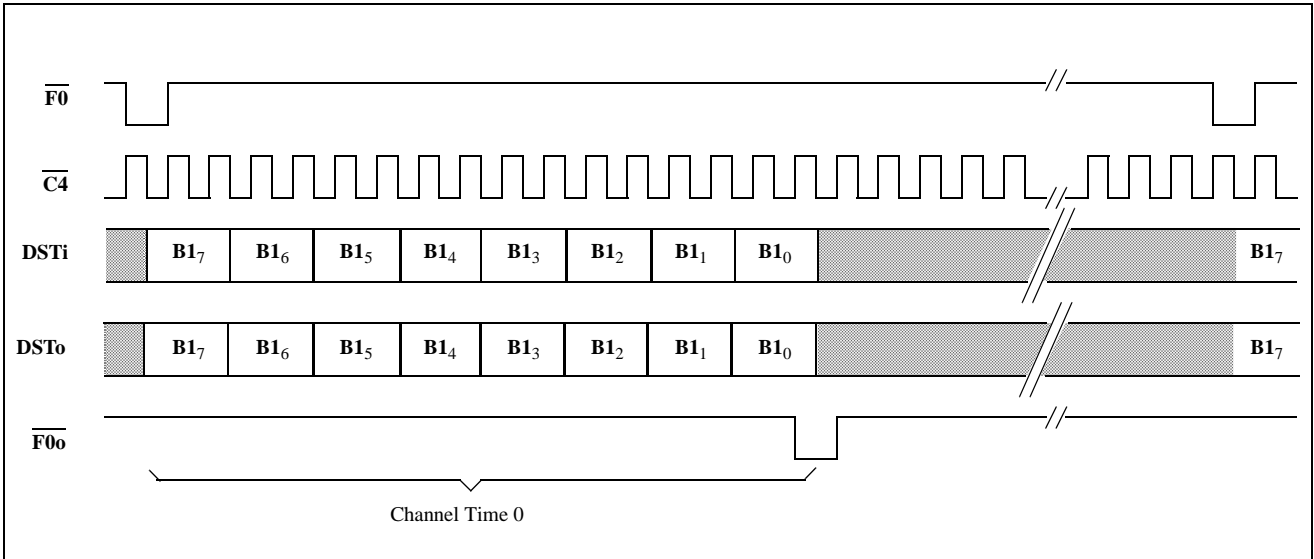 F0
C4
DSTi B1₇ B1₆ B1₅ B1₄ B1₃ B1₂ B1₁ B1₀ B1₇
DSTo B1₇ B1₆ B1₅ B1₄ B1₃ B1₂ B1₁ B1₀ B1₇
F0o
Channel Time 0